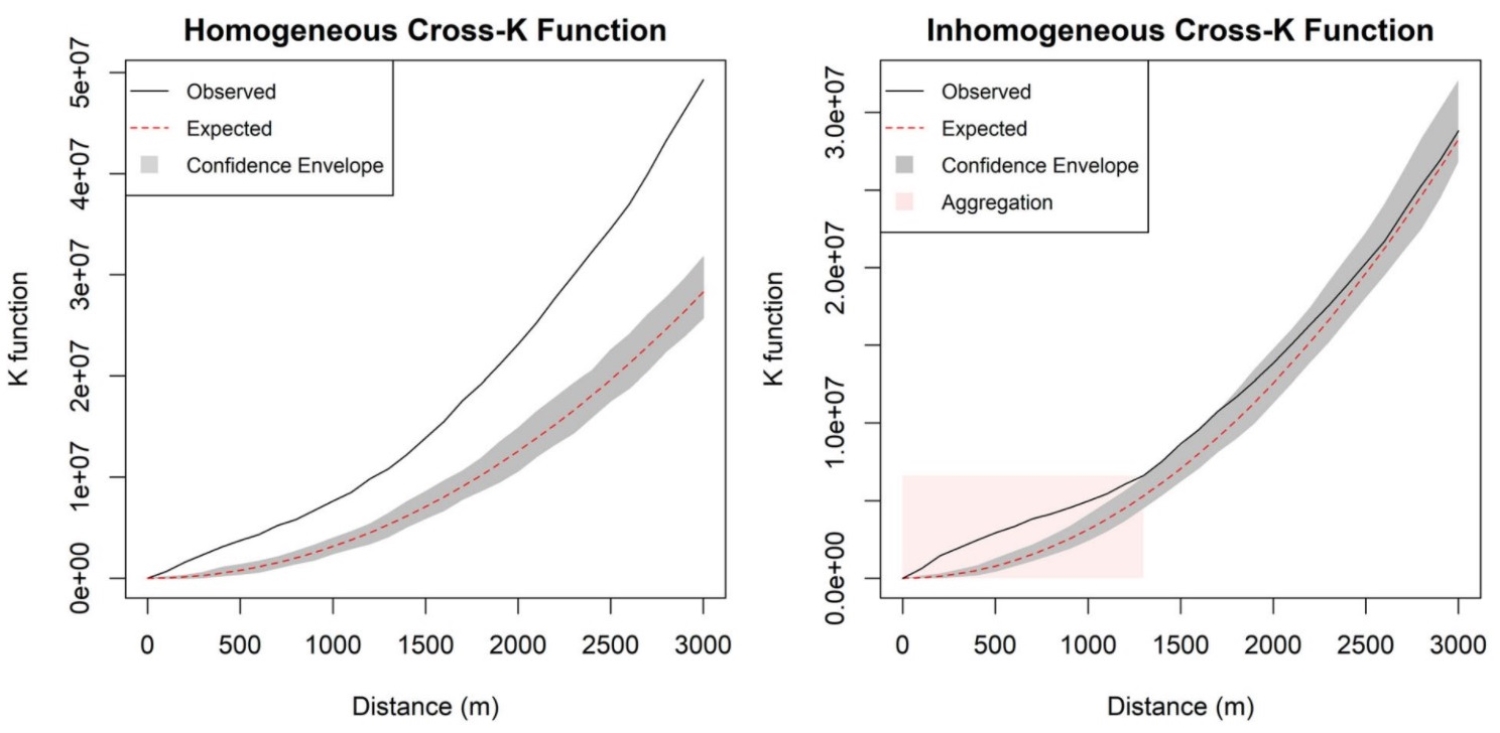 Homogeneous Cross-K Function
Observed
Expected
Confidence Envelope
K function
5e+07
4e+07
3e+07
2e+07
1e+07
0e+00
0 500 1000 1500 2000 2500 3000
Distance (m)
Inhomogeneous Cross-K Function
Observed
Expected
Confidence Envelope
Aggregation
K function
3.0e+07
2.0e+07
1.0e+07
0.0e+00
0 500 1000 1500 2000 2500 3000
Distance (m)